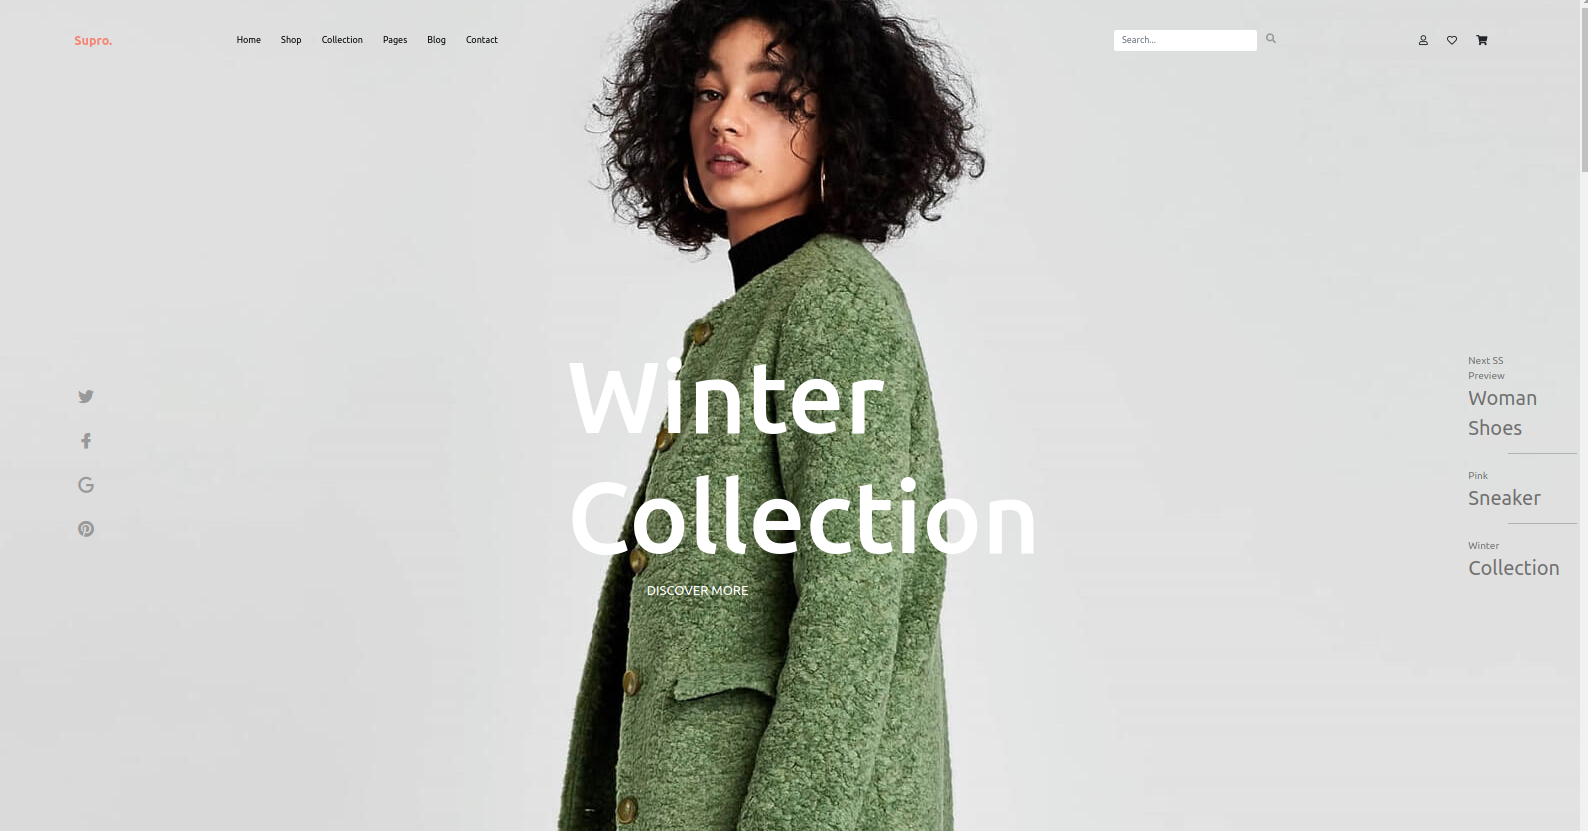 Supro.
Home Shop Collection Pages Blog Contact
Search...
Winter
Collection
DISCOVER MORE
Next SS
Preview
Woman
Shoes
Pink
Sneaker
Winter
Collection